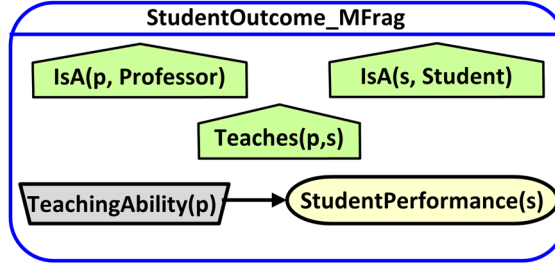 StudentOutcome_MFrag
IsA(p, Professor)
IsA(s, Student)
Teaches(p,s)
TeachingAbility(p)
StudentPerformance(s)